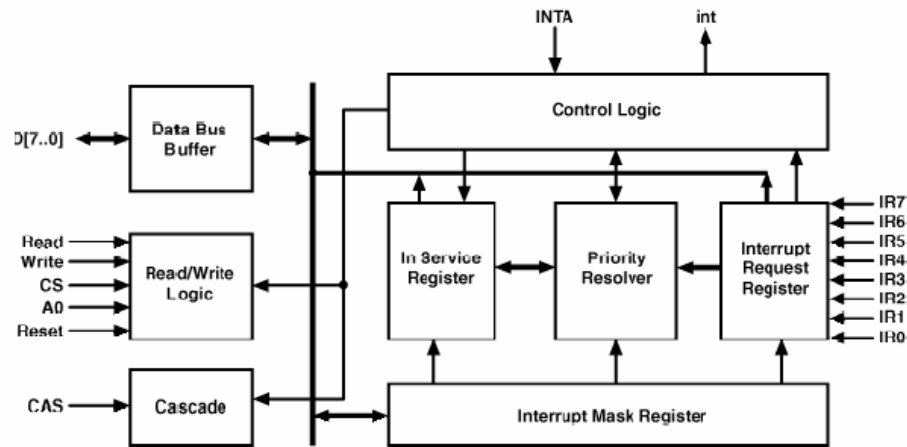 INTA
int
Control Logic
Data Bus
Buffer
D[7..0]
Read
Write
CS
A0
Reset
Read/Write
Logic
In Service
Register
Priority
Resolver
Interrupt
Request
Register
IR7
IR6
IR5
IR4
IR3
IR2
IR1
IR0
CAS
Cascade
Interrupt Mask Register